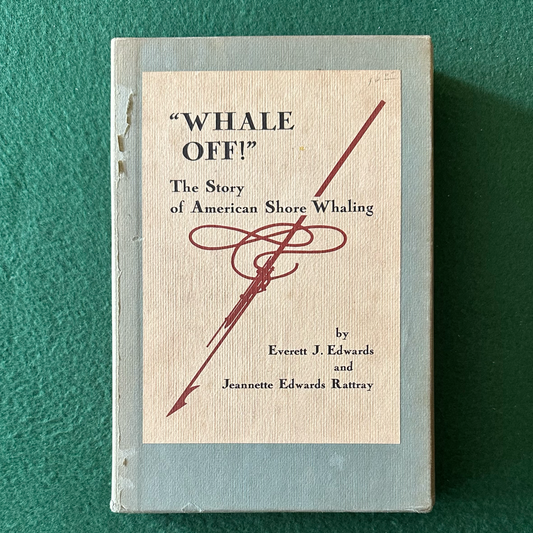 “WHALE
OFF!”
The Story
of American Shore Whaling
by
Everett J. Edwards
and
Jeannette Edwards Rattray